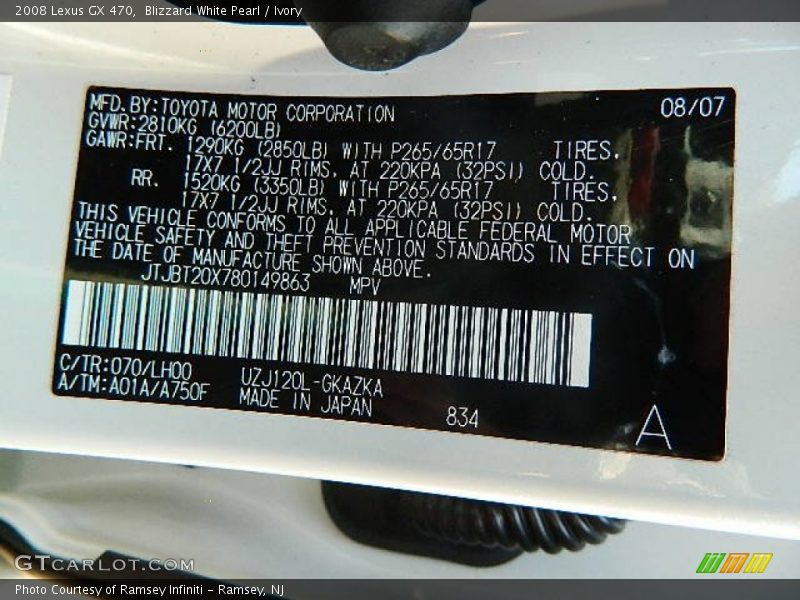 2008 Lexus GX 470, Blizzard White Pearl / Ivory
MFD. BY: TOYOTA MOTOR CORPORATION 08/07
GVWR: 2810KG (6200LB)
GAWR: FRT. 1290KG (2850LB) WITH P265/65R17 TIRES,
17X7 1/2JJ RIMS, AT 220KPA (32PSI) COLD.
RR. 1520KG (3350LB) WITH P265/65R17 TIRES,
17X7 1/2JJ RIMS, AT 220KPA (32PSI) COLD.
THIS VEHICLE CONFORMS TO ALL APPLICABLE FEDERAL MOTOR
VEHICLE SAFETY AND THEFT PREVENTION STANDARDS IN EFFECT ON
THE DATE OF MANUFACTURE SHOWN ABOVE.
JTJBT20X780149863 MPV
C/TR: 070/LH00 UZJ120L-GKAZKA
A/TM: A01A/A750F MADE IN JAPAN 834 A
GTCARLOT.COM
Photo Courtesy of Ramsey Infiniti - Ramsey, NJ